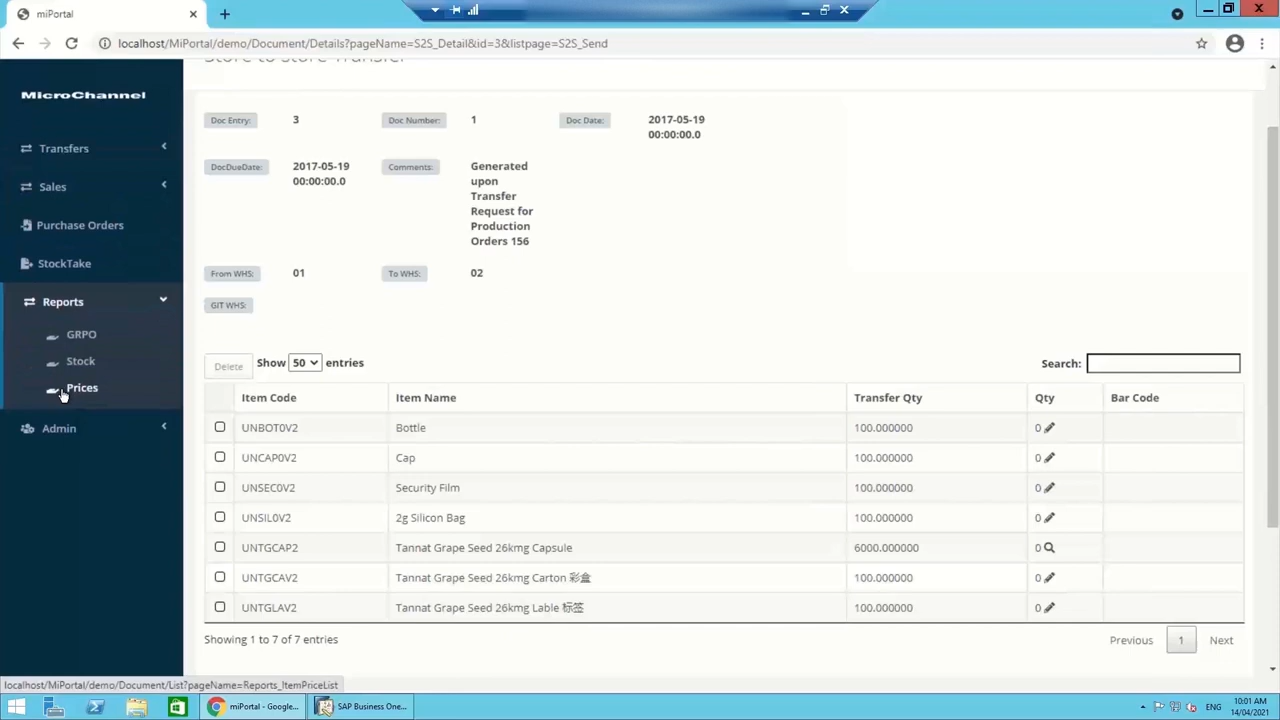 miPortal
localhost/MiPortal/demo/Document/Details?pageName=S2S_Detail&id=3&listpage=S2S_Send
MicroChannel
Transfers
Sales
Purchase Orders
StockTake
Reports
GRPO
Stock
Prices
Admin
Store to Store Transfer
Doc Entry: 3 Doc Number: 1 Doc Date: 2017-05-19
00:00:00.0
DocDueDate: 2017-05-19
00:00:00.0
Comments: Generated
upon
Transfer
Request for
Production
Orders 156
From WHS: 01 To WHS: 02
GIT WHS:
Delete Show 50 entries Search:
Item Code Item Name Transfer Qty Qty Bar Code
UNBOT0V2 Bottle 100.000000 0
UNCAP0V2 Cap 100.000000 0
UNSEC0V2 Security Film 100.000000 0
UNSIL0V2 2g Silicon Bag 100.000000 0
UNTGCAP2 Tannat Grape Seed 26kmg Capsule 6000.000000 0
UNTGCAV2 Tannat Grape Seed 26kmg Carton 彩盒 100.000000 0
UNTGLAV2 Tannat Grape Seed 26kmg Lable 标签 100.000000 0
Showing 1 to 7 of 7 entries Previous 1 Next
localhost/MiPortal/demo/Document/List?pageName=Reports_ItemPriceList
miPortal - Google... SAP Business One... ENG 10:01 AM
14/04/2021